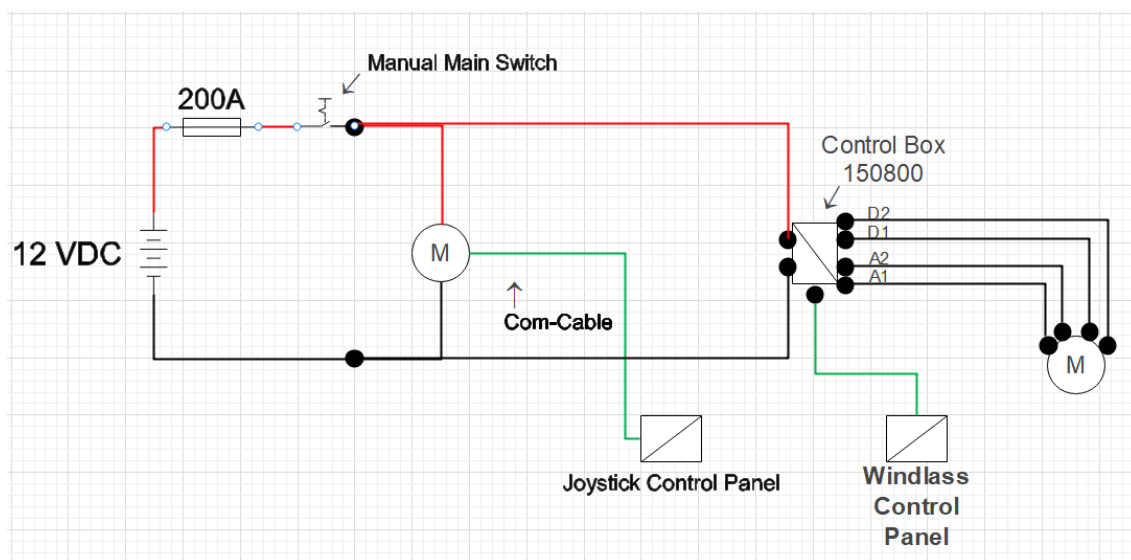 Manual Main Switch
200A
Control Box
150800
12 VDC
M
D2
D1
A2
A1
Com-Cable
M
Joystick Control Panel
Windlass
Control
Panel